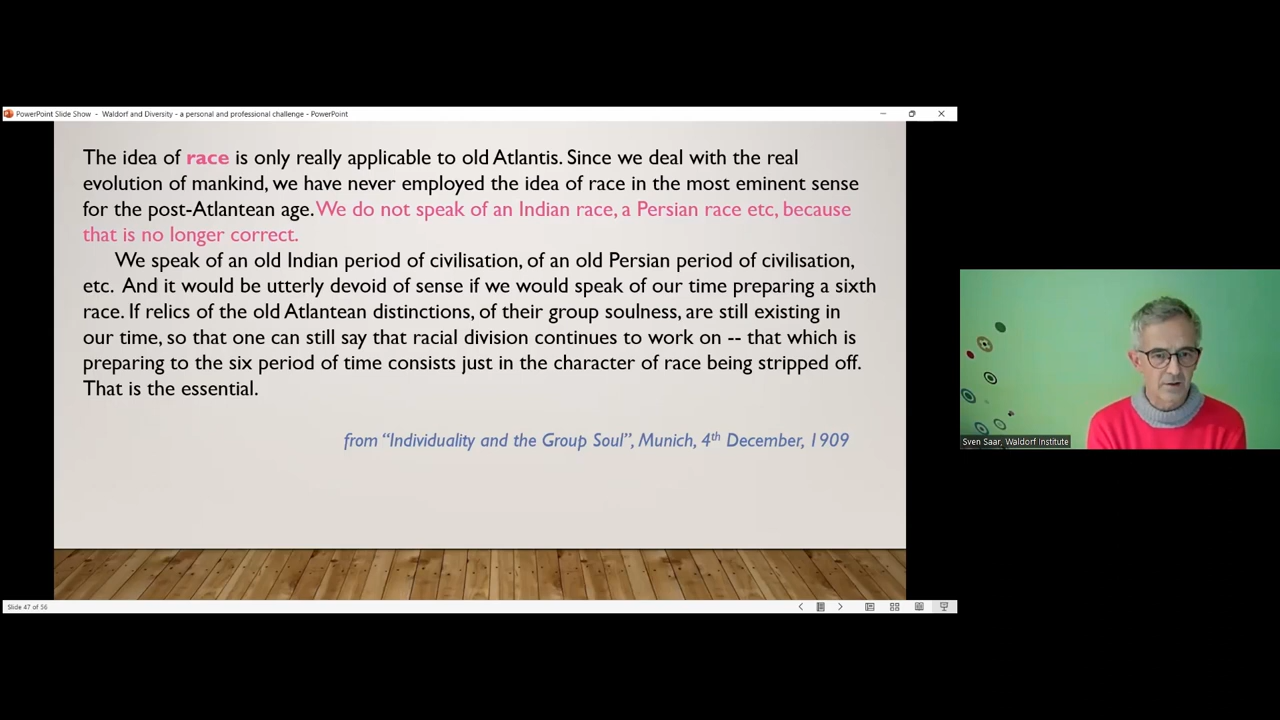 PowerPoint Slide Show - Waldorf and Diversity - a personal and professional challenge - PowerPoint
The idea of race is only really applicable to old Atlantis. Since we deal with the real
evolution of mankind, we have never employed the idea of race in the most eminent sense
for the post-Atlantean age. We do not speak of an Indian race, a Persian race etc, because
that is no longer correct.
We speak of an old Indian period of civilisation, of an old Persian period of civilisation,
etc. And it would be utterly devoid of sense if we would speak of our time preparing a sixth
race. If relics of the old Atlantean distinctions, of their group soulness, are still existing in
our time, so that one can still say that racial division continues to work on -- that which is
preparing to the six period of time consists just in the character of race being stripped off.
That is the essential.
from “Individuality and the Group Soul”, Munich, 4th December, 1909
Sven Saar, Waldorf Institute
Slide 47 of 56